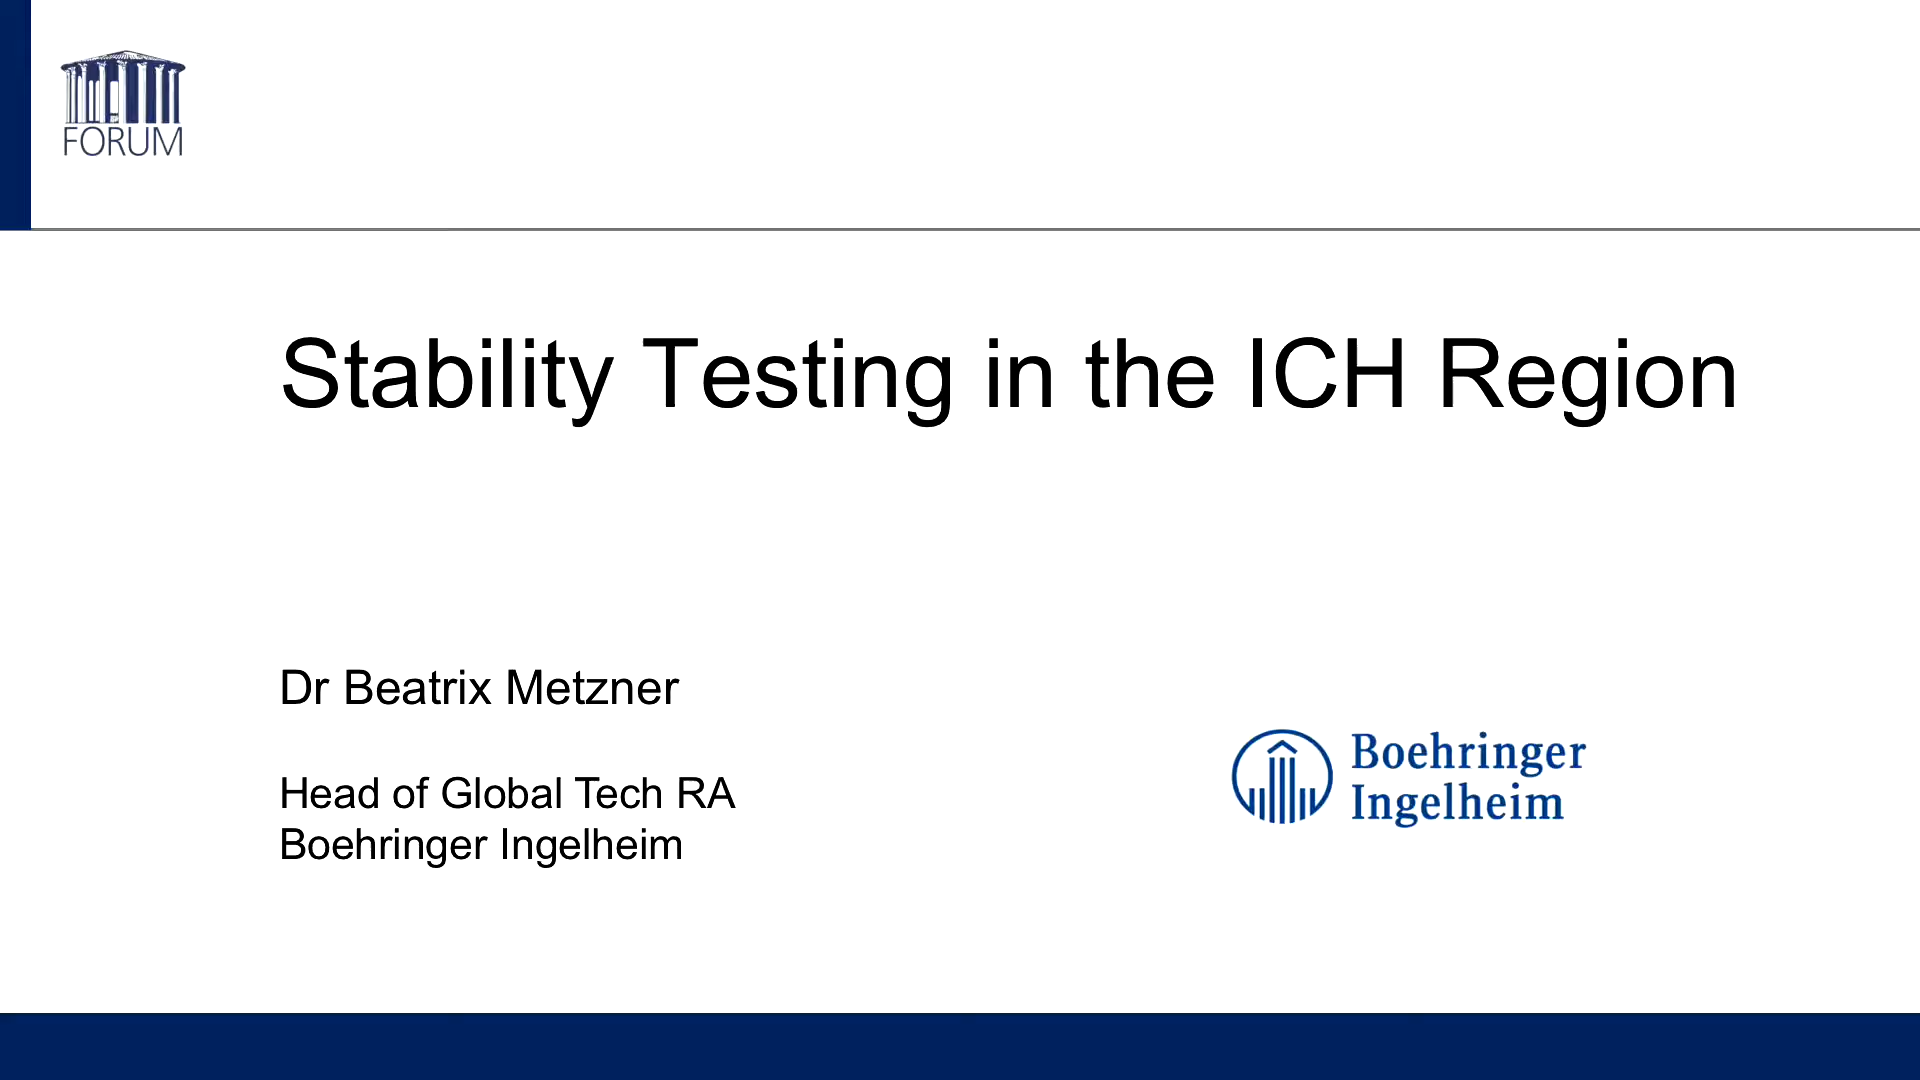 FORUM
Stability Testing in the ICH Region
Dr Beatrix Metzner
Head of Global Tech RA
Boehringer Ingelheim
Boehringer
Ingelheim